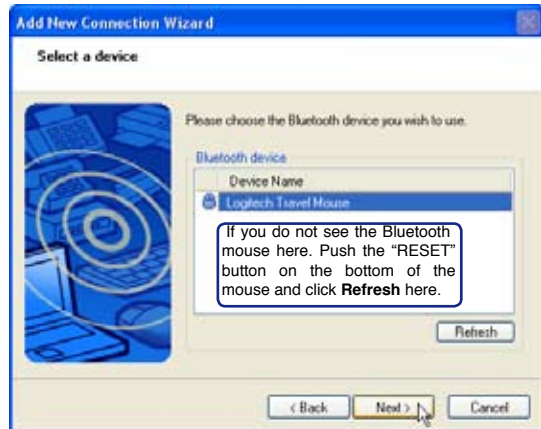 Add New Connection Wizard
Select a device
Please choose the Bluetooth device you wish to use.
Bluetooth device
Device Name
Logitech Travel Mouse
If you do not see the Bluetooth
mouse here. Push the “RESET”
button on the bottom of the
mouse and click Refresh here.
Refresh
< Back Next > Cancel